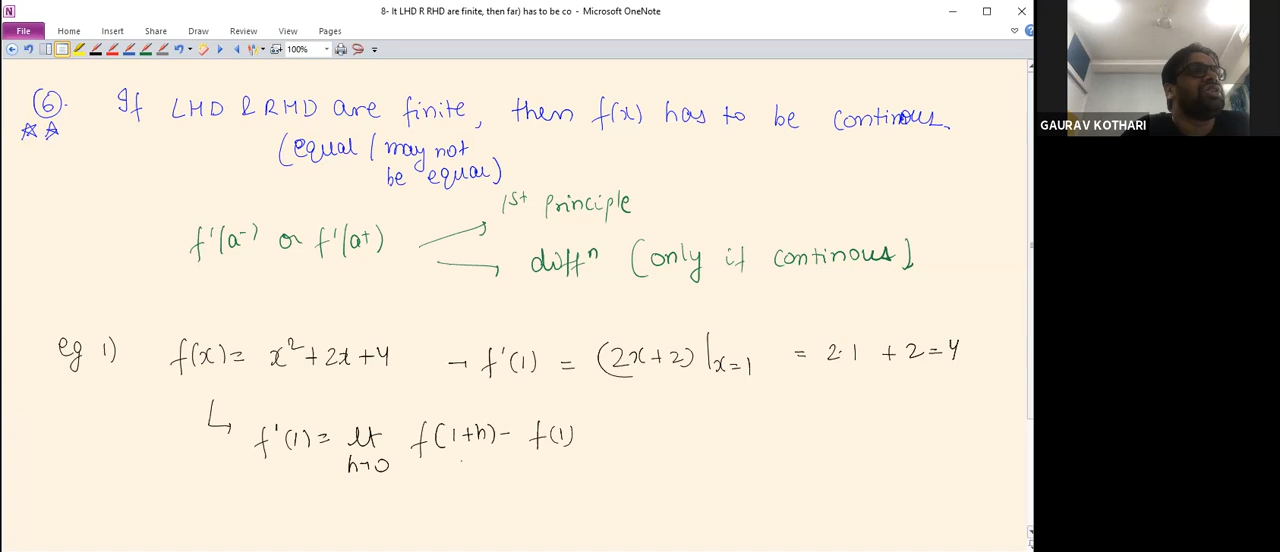 8- It LHD R RHD are finite, then far) has to be co - Microsoft OneNote
File Home Insert Share Draw Review View Pages
100%
GAURAV KOTHARI
(6). If LHD & RHD are finite, then f(x) has to be continous.
(equal / may not
be equal)
1st principle
f'(a-) or f'(a+)
diffn (only if continous)
eg 1) f(x) = x²+2x+4 → f'(1) = (2x+2)|x=1 = 2·1 +2=4
f'(1) = lt f(1+h) - f(1)
h→0